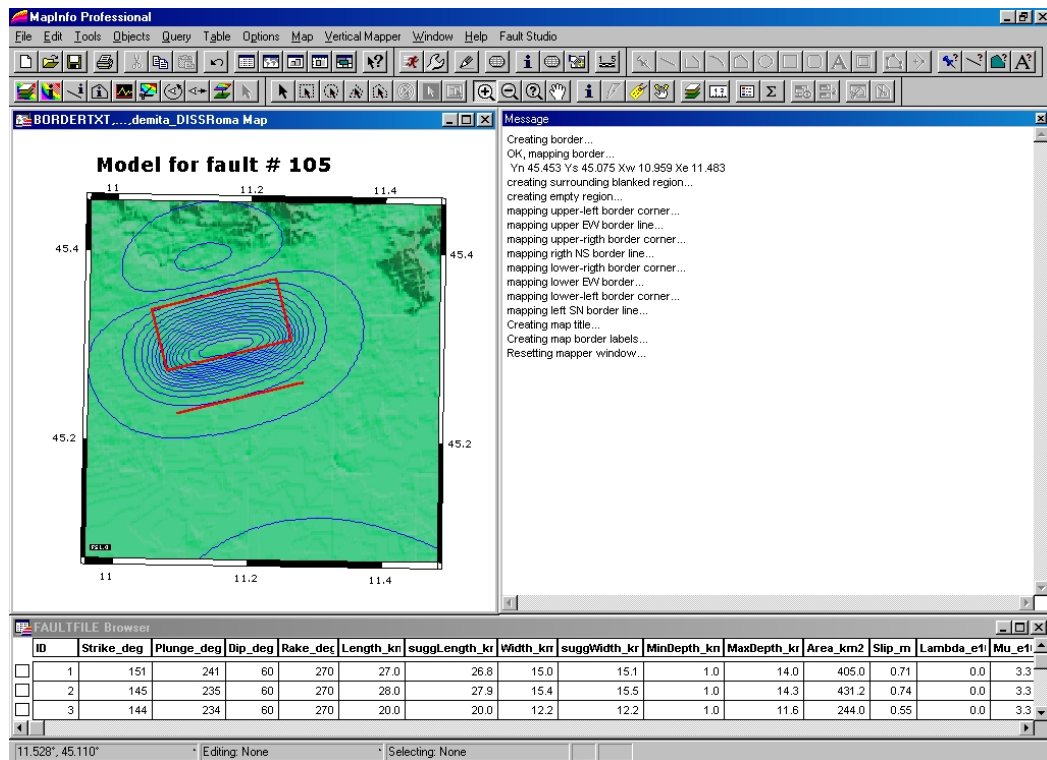 MapInfo Professional
File Edit Tools Objects Query Table Options Map Vertical Mapper Window Help Fault Studio
BORDERTXT,...,demita_DISSRoma Map
Model for fault # 105
11 11.2 11.4
45.4 45.4
45.2 45.2
FS1.0
11 11.2 11.4
Message
Creating border...
OK, mapping border...
Yn 45.453 Ys 45.075 Xw 10.959 Xe 11.483
creating surrounding blanked region...
creating empty region...
mapping upper-left border corner...
mapping upper EW border line...
mapping upper-rigth border corner...
mapping rigth NS border line...
mapping lower-rigth border corner...
mapping lower EW border...
mapping lower-left border corner...
mapping left SN border line...
Creating map title...
Creating map border labels...
Resetting mapper window...
FAULTFILE Browser
ID Strike_deg Plunge_deg Dip_deg Rake_deg Length_km suggLength_kr Width_km suggWidth_kr MinDepth_km MaxDepth_kr Area_km2 Slip_m Lambda_e1 Mu_e1
1 151 241 60 270 27.0 26.8 15.0 15.1 1.0 14.0 405.0 0.71 0.0 3.3
2 145 235 60 270 28.0 27.9 15.4 15.5 1.0 14.3 431.2 0.74 0.0 3.3
3 144 234 60 270 20.0 20.0 12.2 12.2 1.0 11.6 244.0 0.55 0.0 3.3
11.528°, 45.110° Editing: None Selecting: None